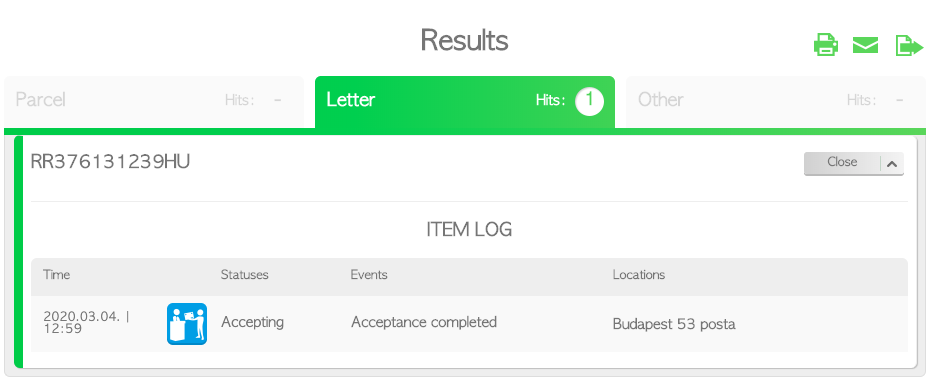 Results
Parcel Hits: -
Letter Hits: 1
Other Hits: -
RR376131239HU
Close
ITEM LOG
Time Statuses Events Locations
2020.03.04. |
12:59
Accepting Acceptance completed Budapest 53 posta